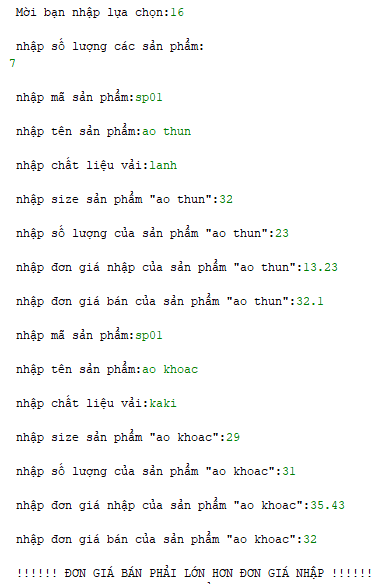 Mời bạn nhập lựa chọn:16
nhập số lượng các sản phẩm:
7
nhập mã sản phẩm:sp01
nhập tên sản phẩm:ao thun
nhập chất liệu vải:lanh
nhập size sản phẩm "ao thun":32
nhập số lượng của sản phẩm "ao thun":23
nhập đơn giá nhập của sản phẩm "ao thun":13.23
nhập đơn giá bán của sản phẩm "ao thun":32.1
nhập mã sản phẩm:sp01
nhập tên sản phẩm:ao khoac
nhập chất liệu vải:kaki
nhập size sản phẩm "ao khoac":29
nhập số lượng của sản phẩm "ao khoac":31
nhập đơn giá nhập của sản phẩm "ao khoac":35.43
nhập đơn giá bán của sản phẩm "ao khoac":32
!!!!!! ĐƠN GIÁ BÁN PHẢI LỚN HƠN ĐƠN GIÁ NHẬP !!!!!!